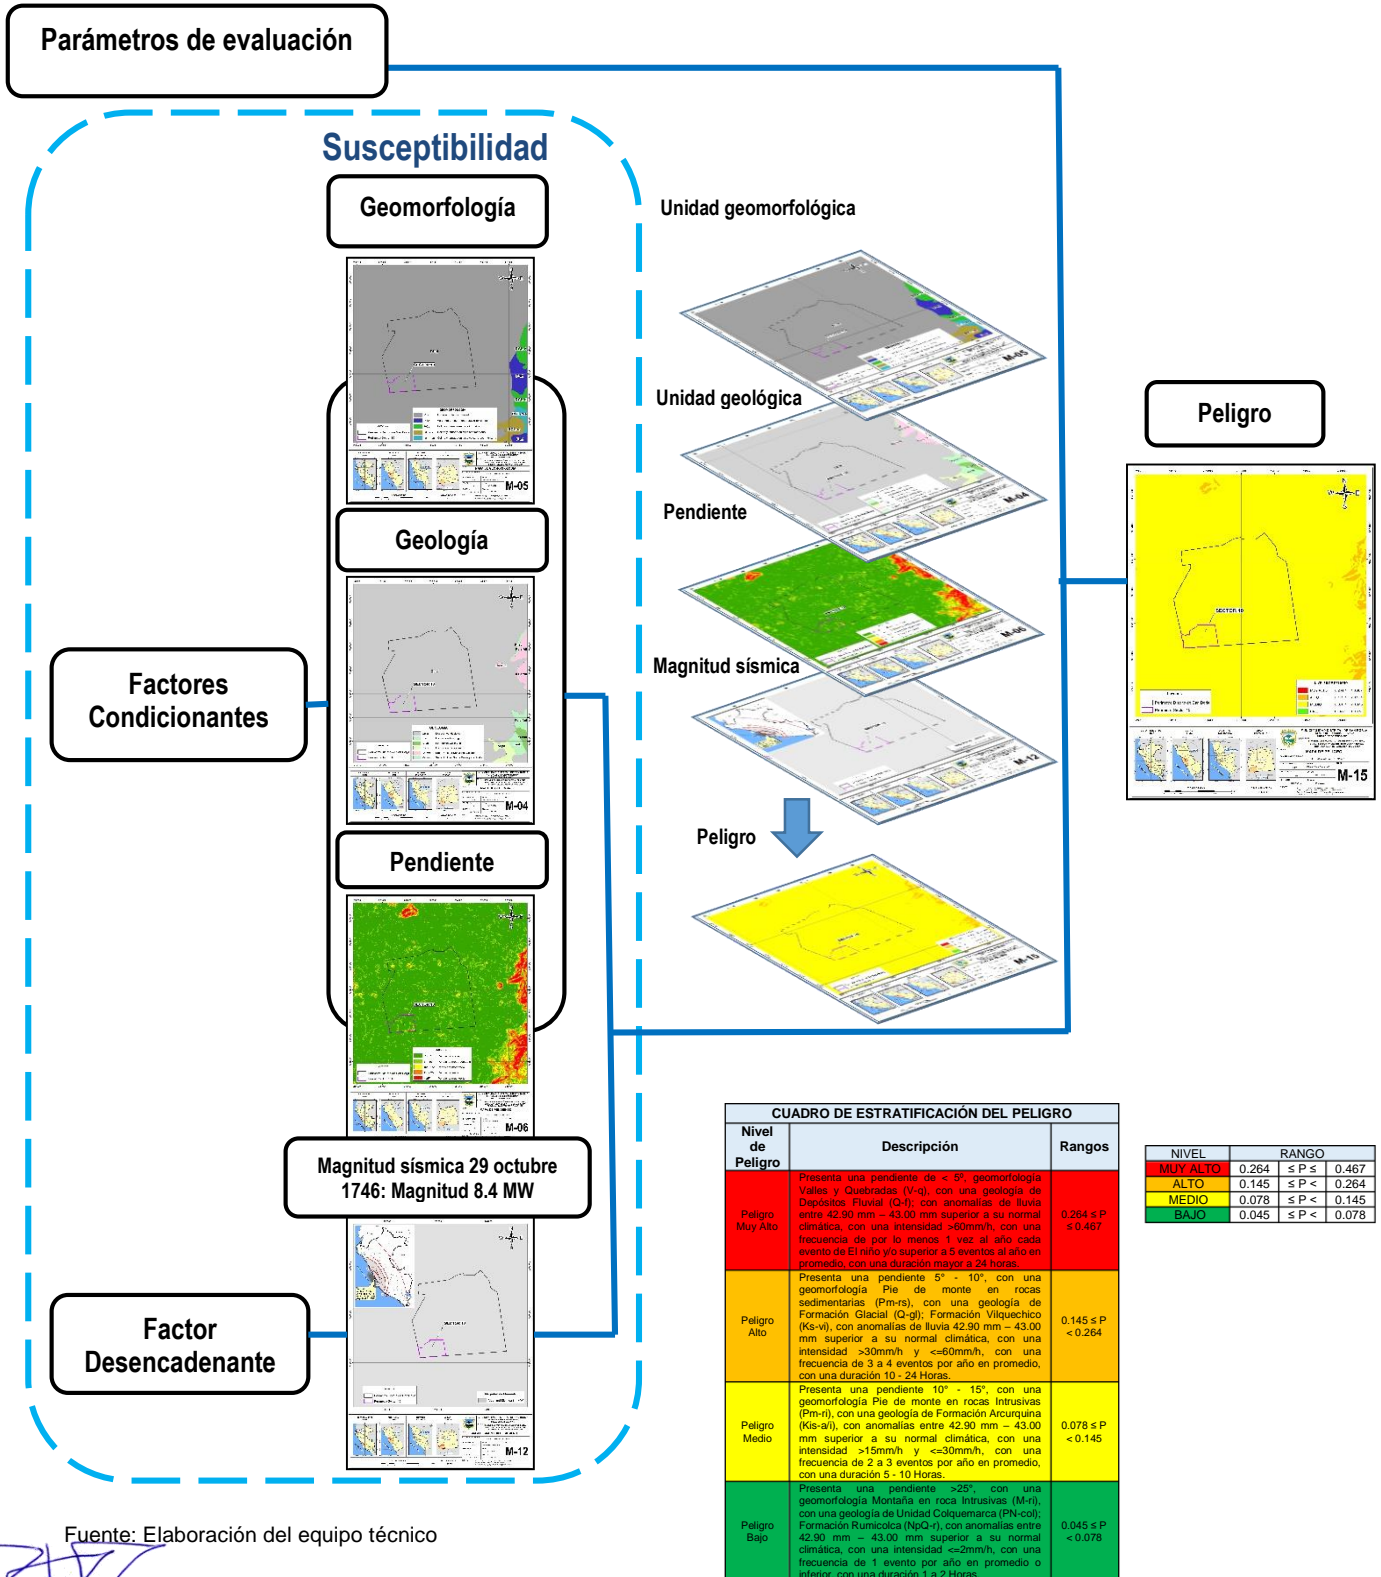 Parámetros de evaluación
Susceptibilidad
Geomorfología
M-05
Geología
SECTOR 10
M-04
Pendiente
M-06
Factores
Condicionantes
Magnitud sísmica 29 octubre
1746: Magnitud 8.4 MW
M-12
Factor
Desencadenante
Unidad geomorfológica
M-05
Unidad geológica
M-04
Pendiente
M-06
Magnitud sísmica
M-12
Peligro
M-15
Peligro
SECTOR 10
M-15
CUADRO DE ESTRATIFICACIÓN DEL PELIGRO
Nivel
de
Peligro
Descripción
Rangos
Peligro
Muy Alto
Presenta una pendiente de < 5º, geomorfología
Valles y Quebradas (V-q), con una geología de
Depósitos Fluvial (Q-f); con anomalías de lluvia
entre 42.90 mm – 43.00 mm superior a su normal
climática, con una intensidad >60mm/h, con una
frecuencia de por lo menos 1 vez al año cada
evento de El niño y/o superior a 5 eventos al año en
promedio, con una duración mayor a 24 horas.
0.264 ≤ P
≤ 0.467
Peligro
Alto
Presenta una pendiente 5° - 10°, con una
geomorfología Pie de monte en rocas
sedimentarias (Pm-rs), con una geología de
Formación Glacial (Q-gl); Formación Vilquechico
(Ks-vi), con anomalías de lluvia 42.90 mm – 43.00
mm superior a su normal climática, con una
intensidad >30mm/h y <=60mm/h, con una
frecuencia de 3 a 4 eventos por año en promedio,
con una duración 10 - 24 Horas.
0.145 ≤ P
< 0.264
Peligro
Medio
Presenta una pendiente 10° - 15°, con una
geomorfología Pie de monte en rocas Intrusivas
(Pm-ri), con una geología de Formación Arcurquina
(Kis-a/i), con anomalías entre 42.90 mm – 43.00
mm superior a su normal climática, con una
intensidad >15mm/h y <=30mm/h, con una
frecuencia de 2 a 3 eventos por año en promedio,
con una duración 5 - 10 Horas.
0.078 ≤ P
< 0.145
Peligro
Bajo
Presenta una pendiente >25°, con una
geomorfología Montaña en roca Intrusivas (M-ri),
con una geología de Unidad Colquemarca (PN-col);
Formación Rumicolca (NpQ-r), con anomalías entre
42.90 mm – 43.00 mm superior a su normal
climática, con una intensidad <=2mm/h, con una
frecuencia de 1 evento por año en promedio o
inferior, con una duración 1 a 2 Horas.
0.045 ≤ P
< 0.078
NIVEL RANGO
MUY ALTO 0.264 ≤ P ≤ 0.467
ALTO 0.145 ≤ P < 0.264
MEDIO 0.078 ≤ P < 0.145
BAJO 0.045 ≤ P < 0.078
Fuente: Elaboración del equipo técnico